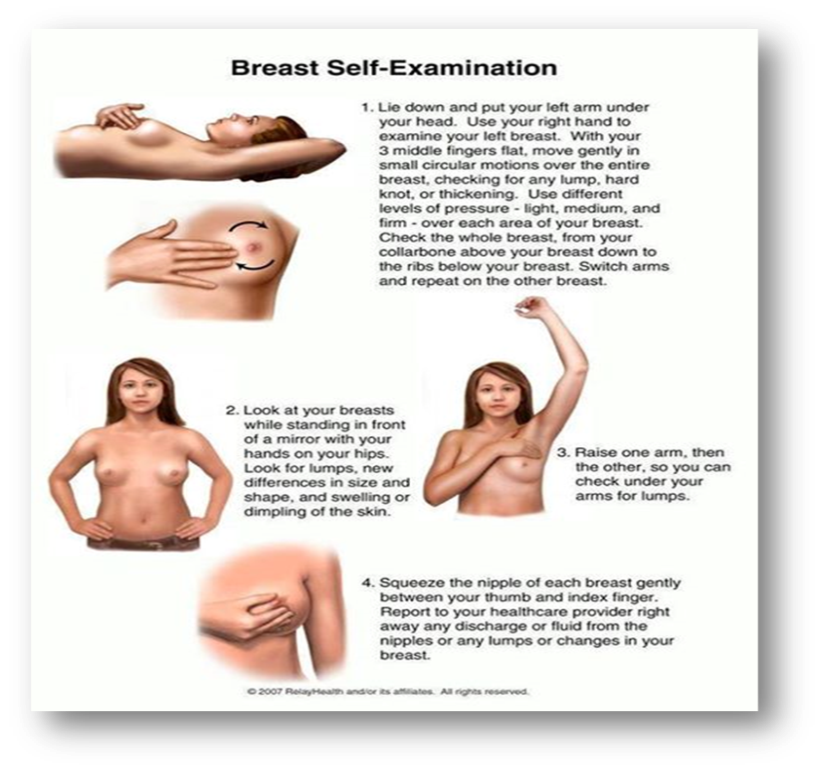 Breast Self-Examination
1. Lie down and put your left arm under
your head.  Use your right hand to
examine your left breast.  With your
3 middle fingers flat, move gently in
small circular motions over the entire
breast, checking for any lump, hard
knot, or thickening.  Use different
levels of pressure - light, medium, and
firm - over each area of your breast.
Check the whole breast, from your
collarbone above your breast down to
the ribs below your breast. Switch arms
and repeat on the other breast.
2. Look at your breasts
while standing in front
of a mirror with your
hands on your hips.
Look for lumps, new
differences in size and
shape, and swelling or
dimpling of the skin.
3. Raise one arm, then
the other, so you can
check under your
arms for lumps.
4. Squeeze the nipple of each breast gently
between your thumb and index finger.
Report to your healthcare provider right
away any discharge or fluid from the
nipples or any lumps or changes in your
breast.
© 2007 RelayHealth and/or its affiliates.  All rights reserved.